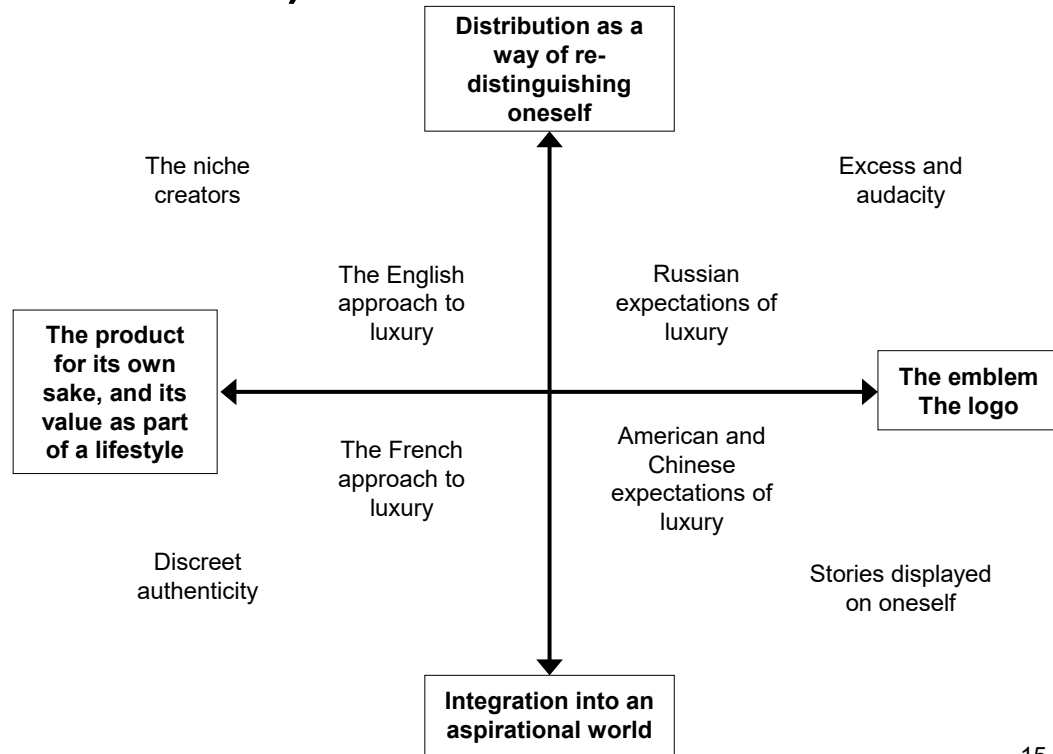 Distribution as a
way of re-
distinguishing
oneself
The niche
creators
Excess and
audacity
The English
approach to
luxury
Russian
expectations of
luxury
The product
for its own
sake, and its
value as part
of a lifestyle
The emblem
The logo
The French
approach to
luxury
American and
Chinese
expectations of
luxury
Discreet
authenticity
Stories displayed
on oneself
Integration into an
aspirational world